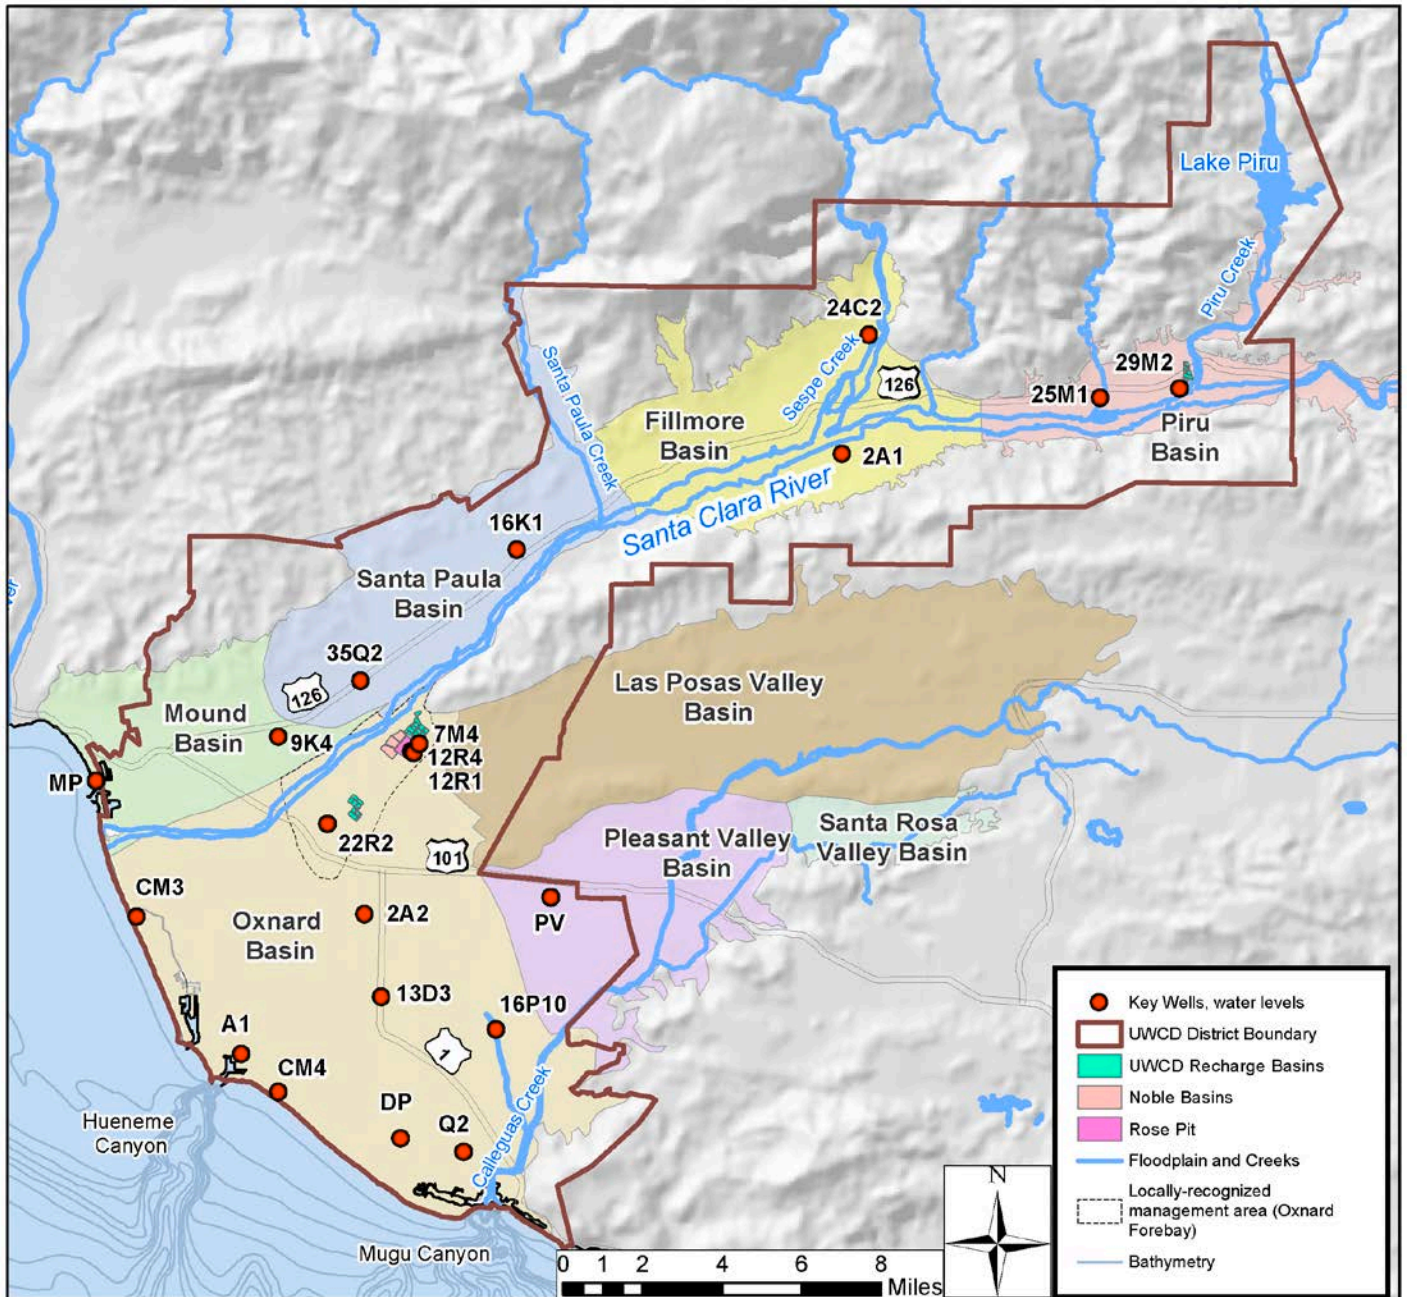 Lake Piru
Piru Creek
24C2
Sespe Creek
126
29M2
25M1
Santa Paula Creek
Fillmore
Basin
Piru
Basin
2A1
Santa Clara River
16K1
Santa Paula
Basin
35Q2
126
Las Posas Valley
Basin
Mound
Basin
9K4
7M4
12R4
12R1
MP
22R2
101
Pleasant Valley
Basin
Santa Rosa
Valley Basin
CM3
Oxnard
Basin
2A2
PV
13D3
16P10
A1
CM4
1
DP
Q2
Calleguas Creek
Hueneme
Canyon
Mugu Canyon
Key Wells, water levels
UWCD District Boundary
UWCD Recharge Basins
Noble Basins
Rose Pit
Floodplain and Creeks
Locally-recognized
management area (Oxnard
Forebay)
Bathymetry
N
0 1 2 4 6 8
Miles